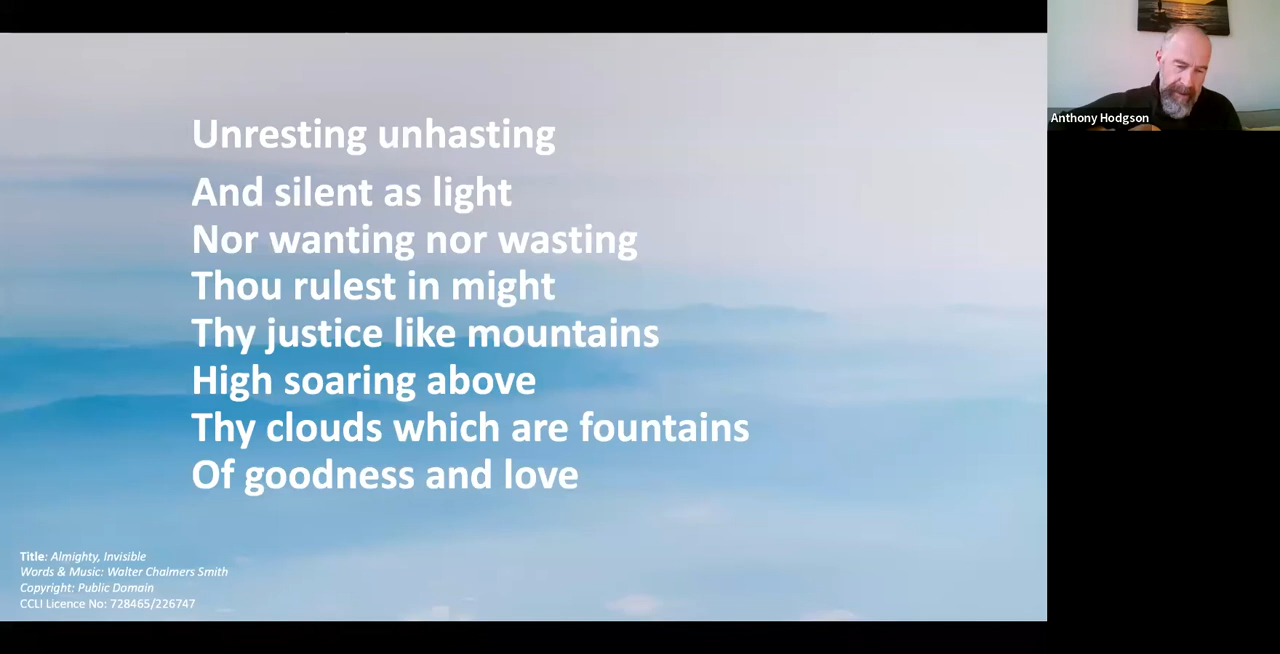 Unresting unhasting
And silent as light
Nor wanting nor wasting
Thou rulest in might
Thy justice like mountains
High soaring above
Thy clouds which are fountains
Of goodness and love
Title: Almighty, Invisible
Words & Music: Walter Chalmers Smith
Copyright: Public Domain
CCLI Licence No: 728465/226747
Anthony Hodgson